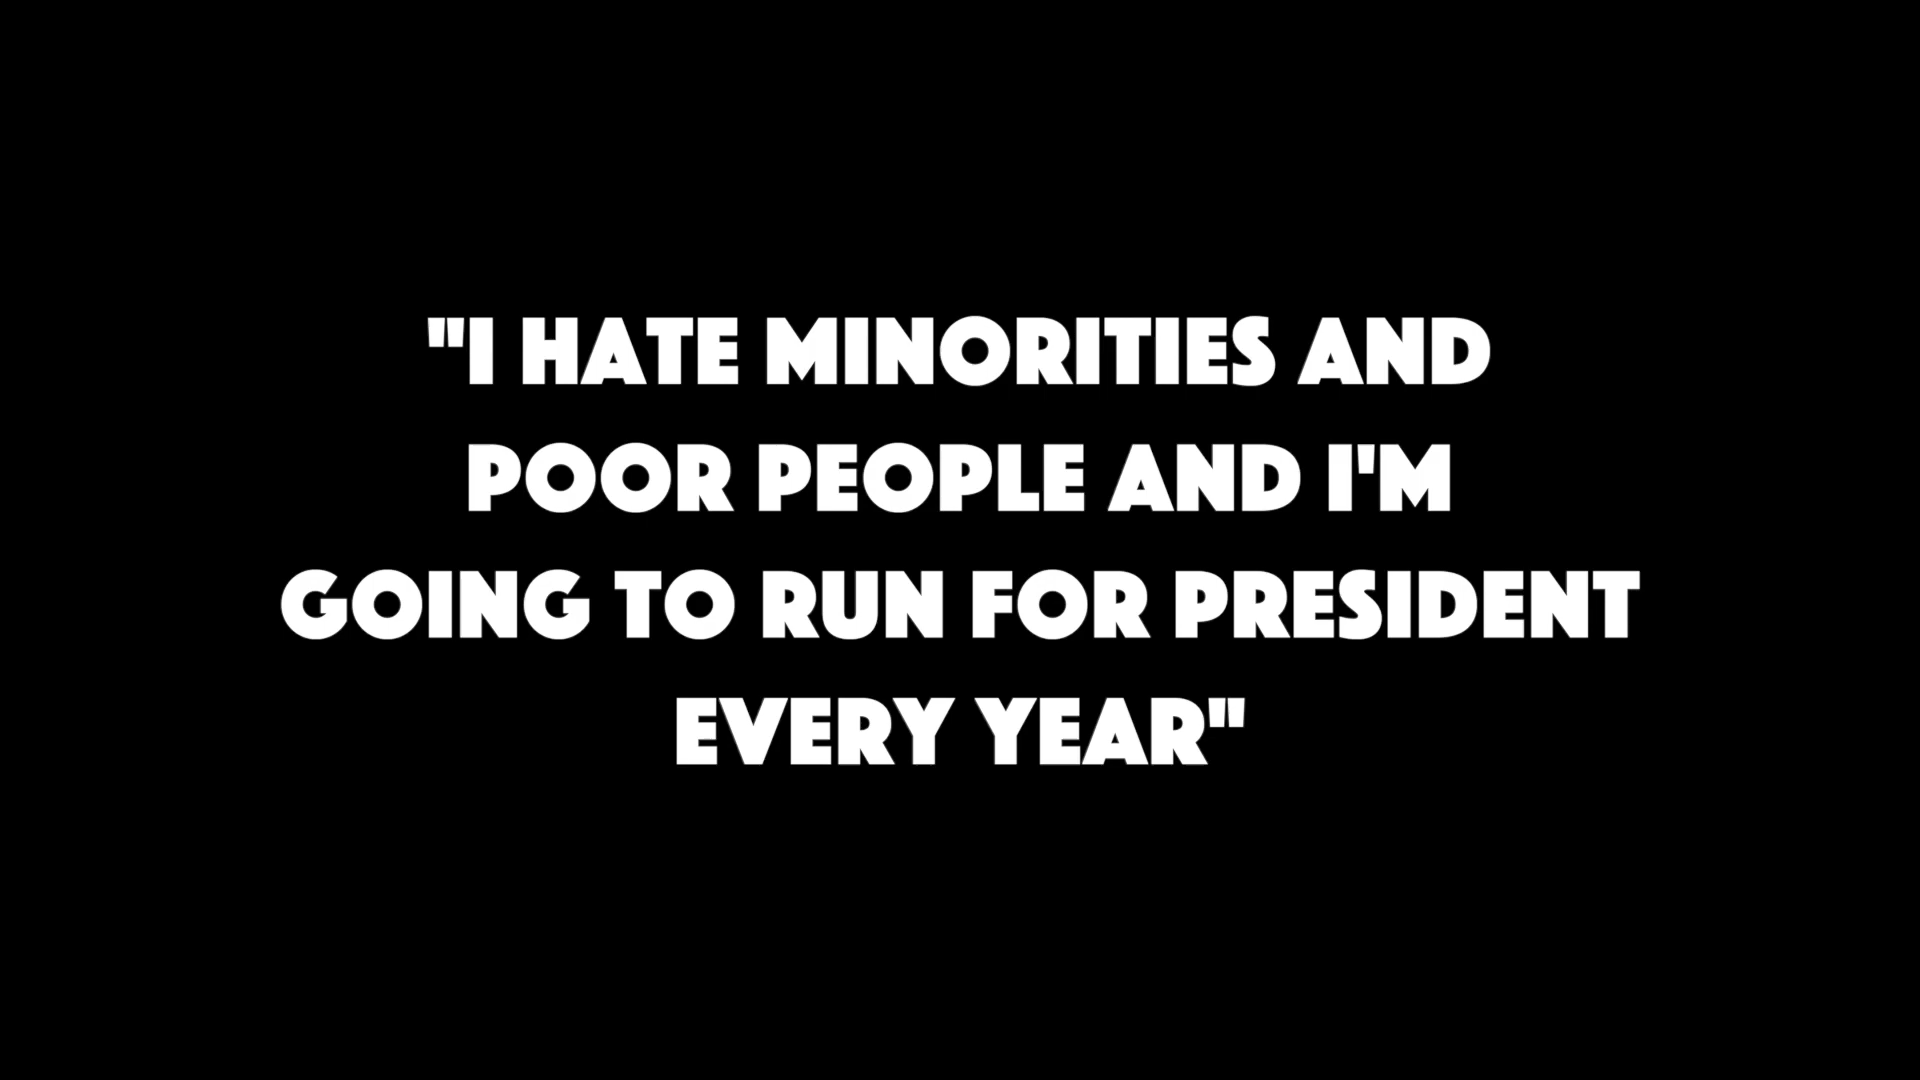 "I HATE MINORITIES AND
POOR PEOPLE AND I'M
GOING TO RUN FOR PRESIDENT
EVERY YEAR"